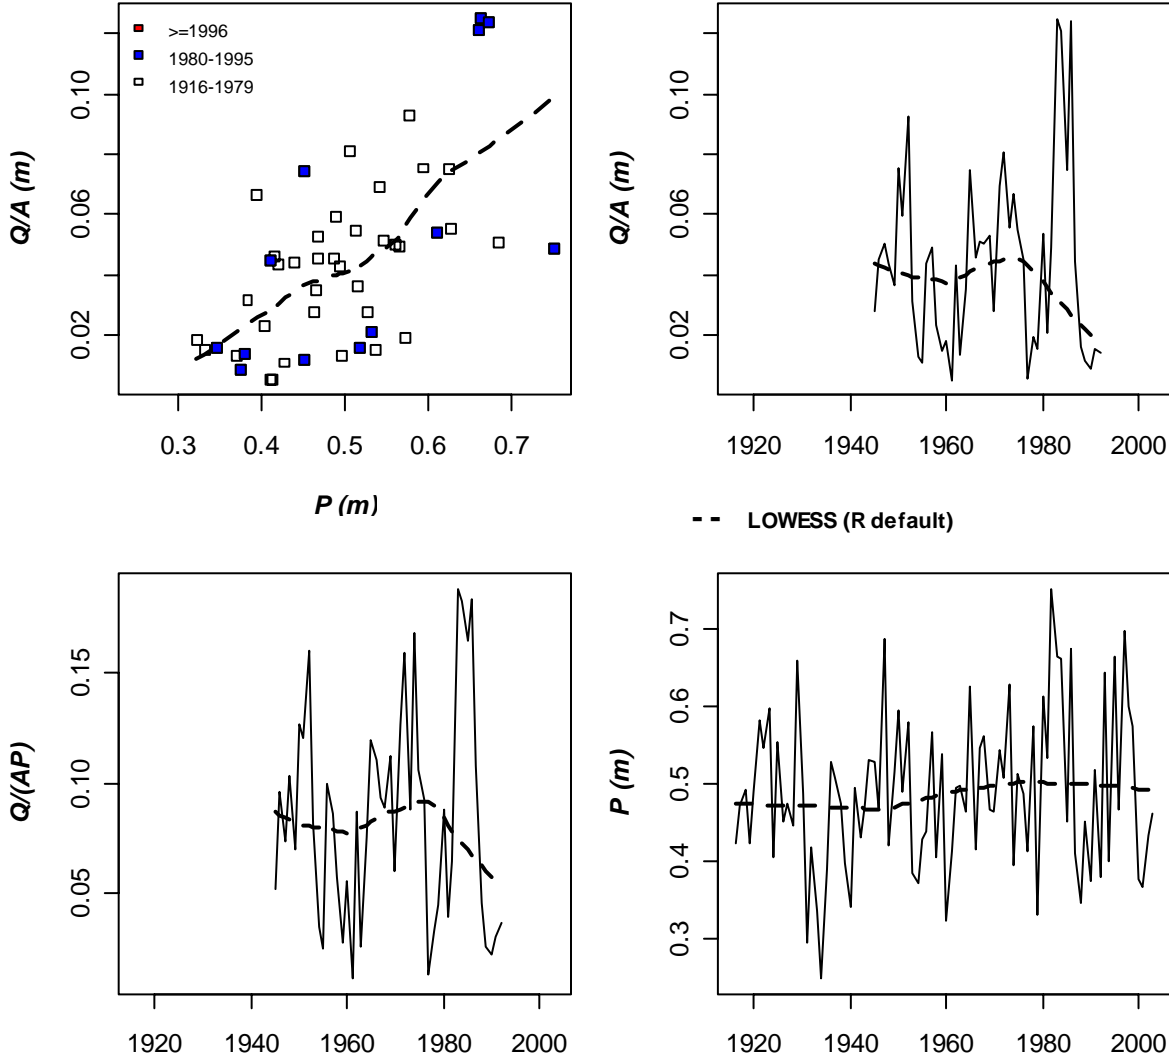 >=1996
1980-1995
1916-1979
Q/A (m)
0.02 0.06 0.10
0.3 0.4 0.5 0.6 0.7
P (m)
Q/A (m)
0.02 0.06 0.10
1920 1940 1960 1980 2000
LOWESS (R default)
Q/(AP)
0.05 0.10 0.15
1920 1940 1960 1980 2000
P (m)
0.3 0.4 0.5 0.6 0.7
1920 1940 1960 1980 2000